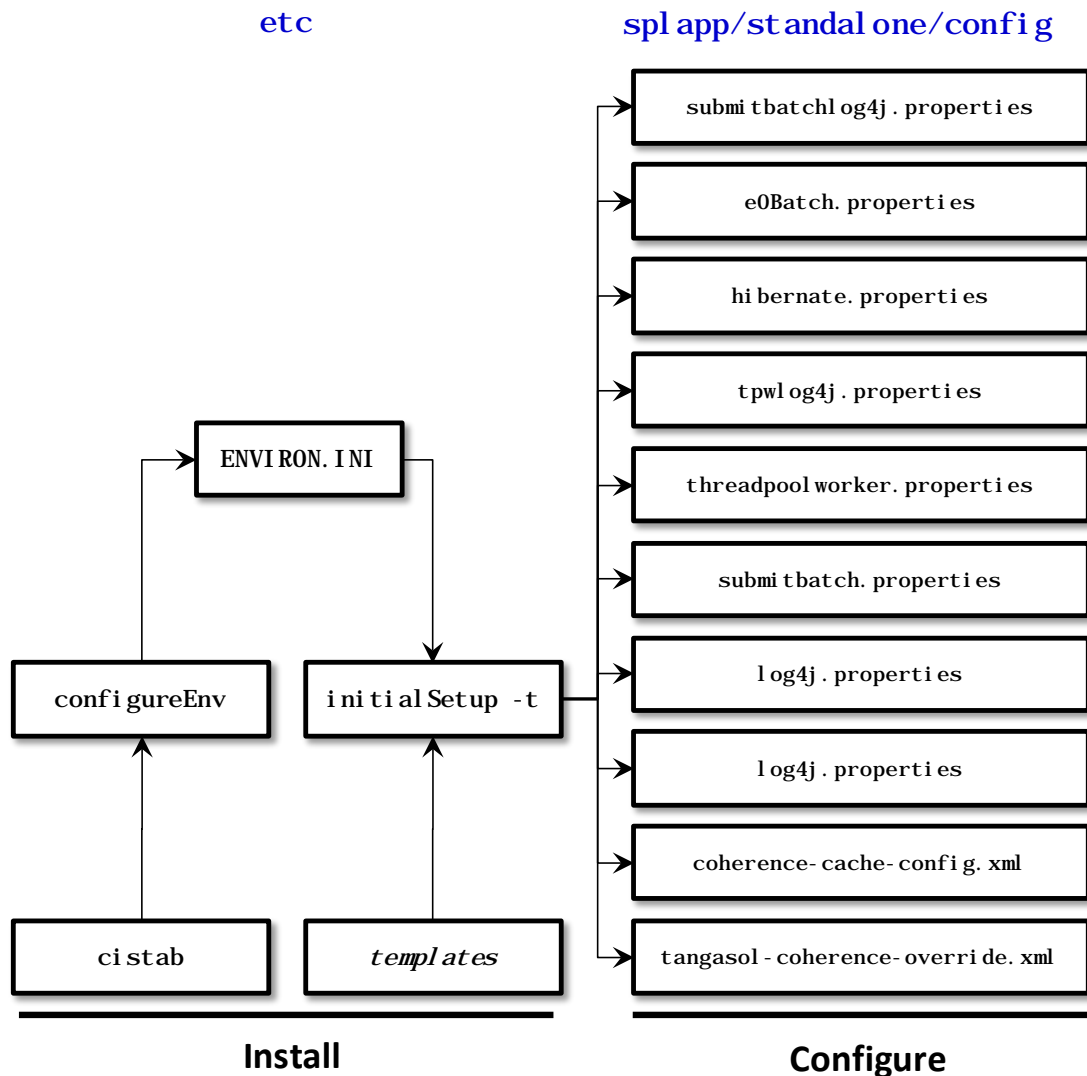 etc
splapp/standalone/config
submitbatchlog4j.properties
e0Batch.properties
hibernate.properties
tpwlog4j.properties
ENVIRON.INI
threadpoolworker.properties
submitbatch.properties
configureEnv
initialSetup -t
log4j.properties
log4j.properties
coherence-cache-config.xml
cistab
templates
tangasol-coherence-override.xml
Install
Configure